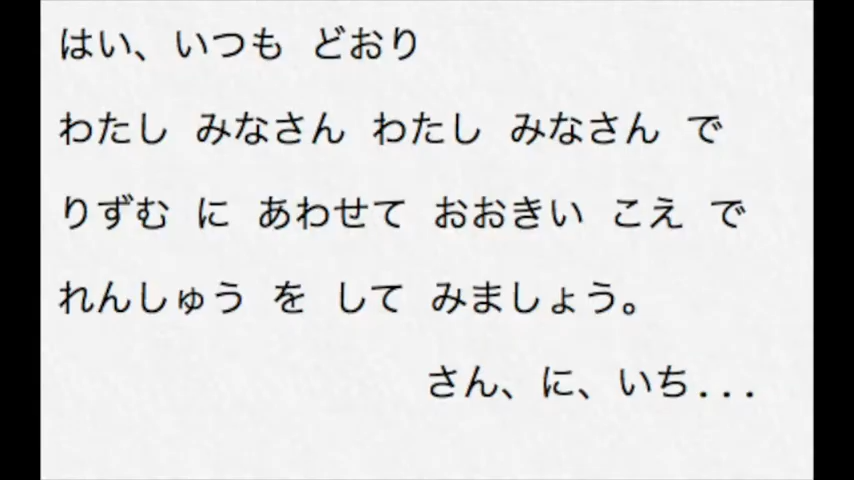 はい、いつも どおり
わたし みなさん わたし みなさん で
りずむ に あわせて おおきい こえ で
れんしゅう を して みましょう。
さん、に、いち...